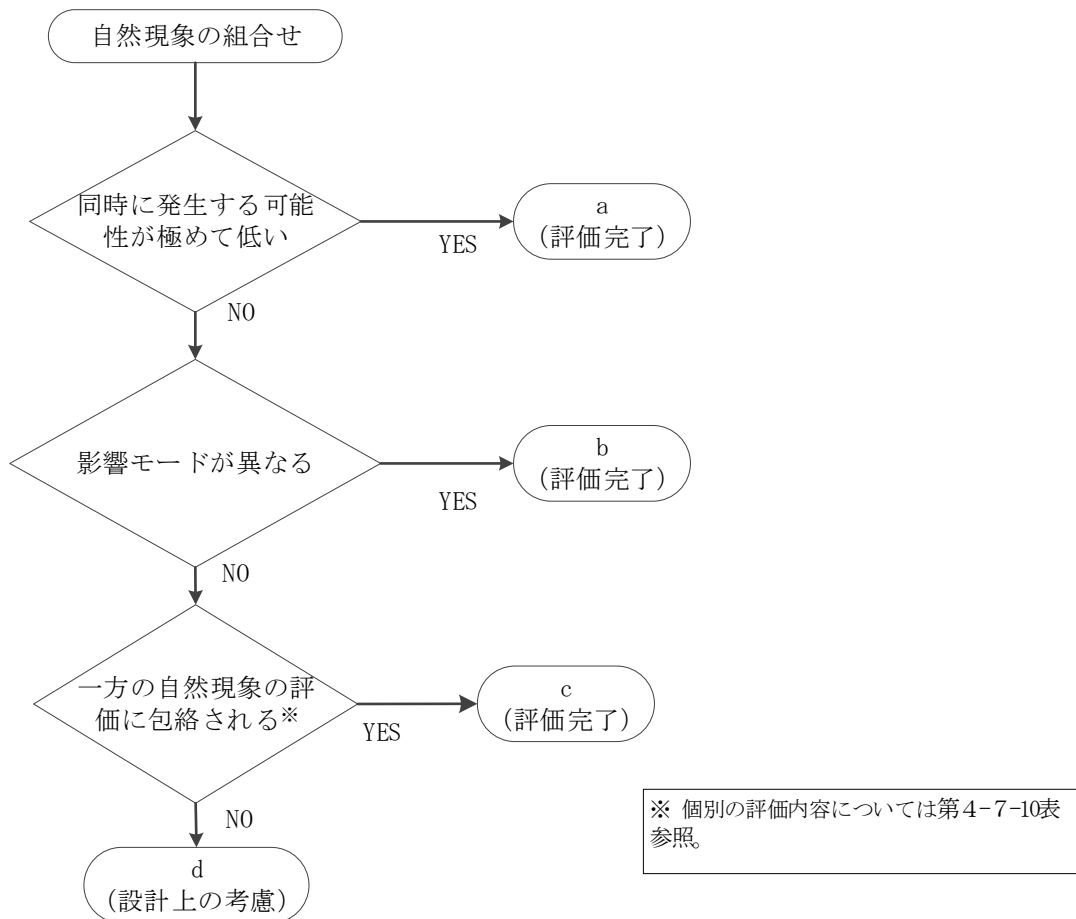 自然現象の組合せ
同時に発生する可能
性が極めて低い
YES
a
(評価完了)
NO
影響モードが異なる
YES
b
(評価完了)
NO
一方の自然現象の評
価に包絡される※
YES
c
(評価完了)
NO
d
(設計上の考慮)
※ 個別の評価内容については第4-7-10表
参照。